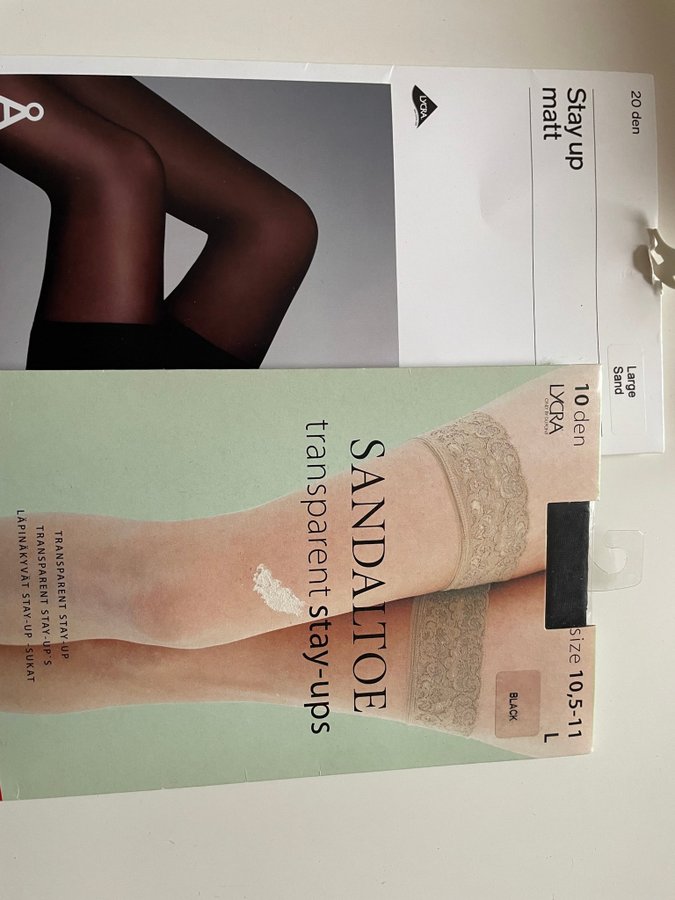 20 den
Stay up
matt
LYCRA
Large
Sand
10 den
LYCRA
size 10,5-11
L
BLACK
SANDALTOE
transparent stay-ups
TRANSPARENT STAY-UP
TRANSPARENT STAY-UP'S
LÄPINÄKYVÄT STAY-UP -SUKAT